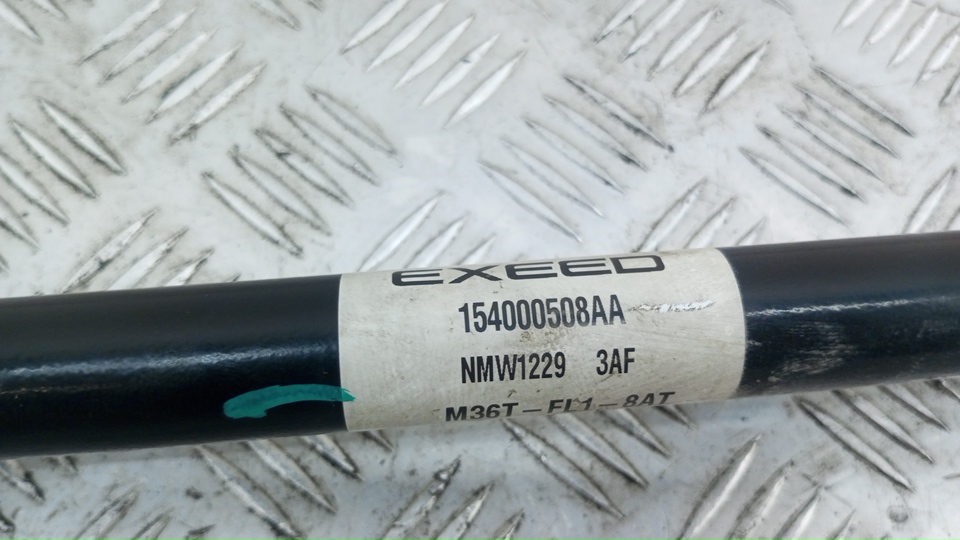 EXEED
154000508AA
NMW1229 3AF
M36T-FL1-8AT